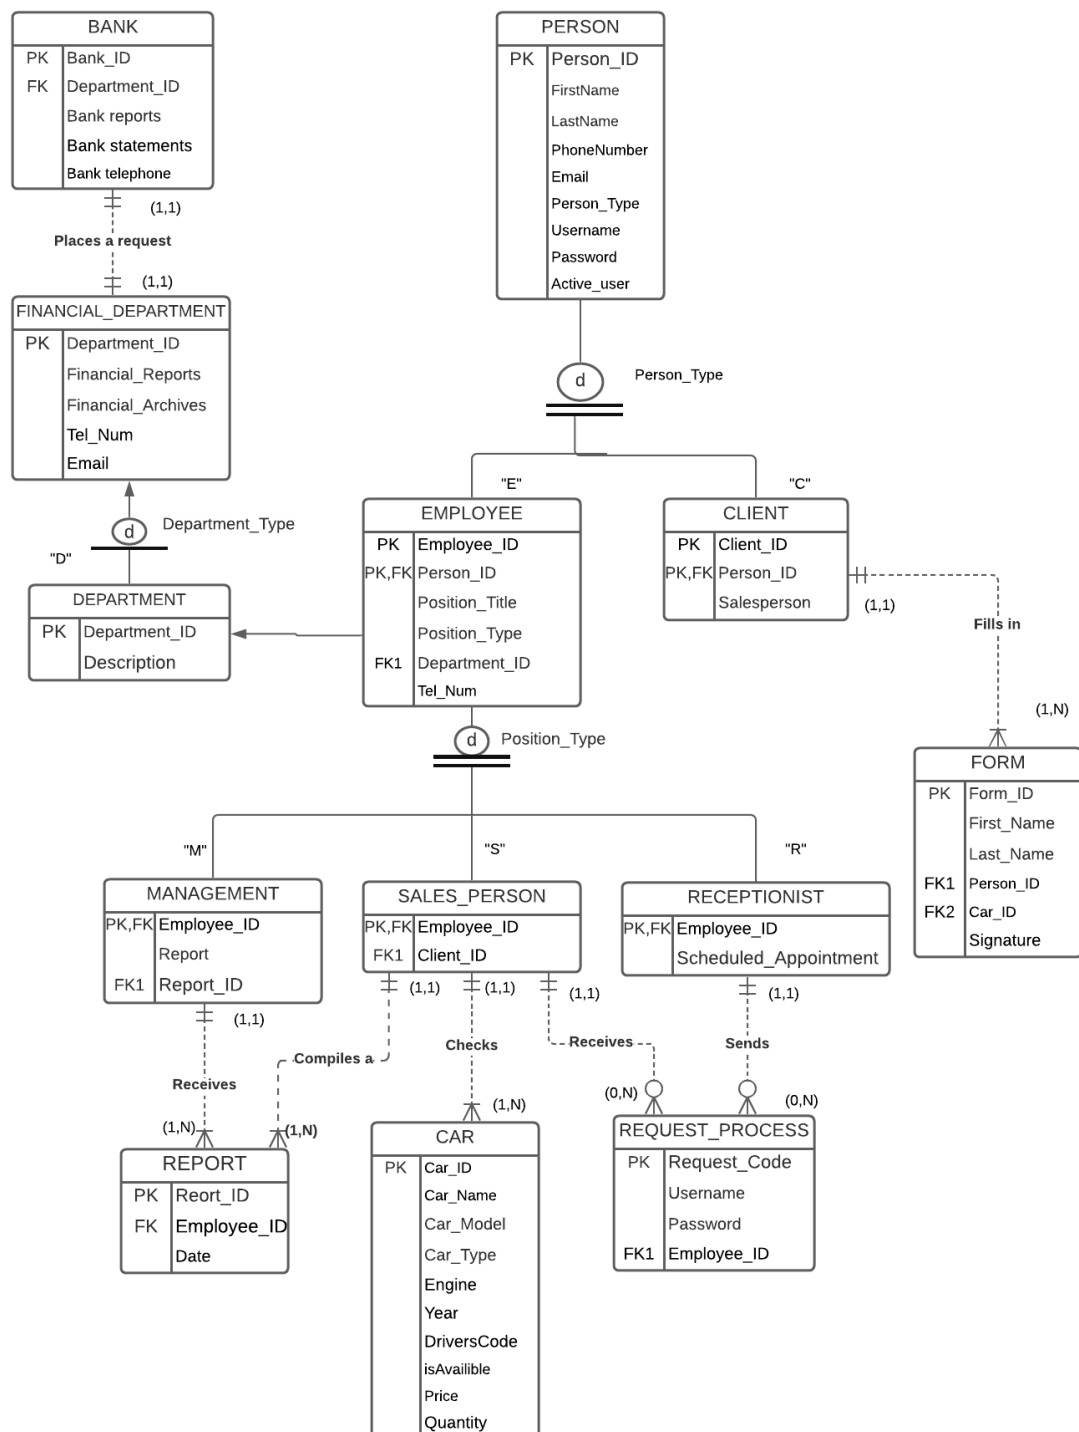 BANK
PK Bank_ID
FK Department_ID
Bank reports
Bank statements
Bank telephone
(1,1)
Places a request
(1,1)
FINANCIAL_DEPARTMENT
PK Department_ID
Financial_Reports
Financial_Archives
Tel_Num
Email
d Department_Type
"D"
DEPARTMENT
PK Department_ID
Description
PERSON
PK Person_ID
FirstName
LastName
PhoneNumber
Email
Person_Type
Username
Password
Active_user
d Person_Type
"E"
"C"
EMPLOYEE
PK Employee_ID
PK,FK Person_ID
Position_Title
Position_Type
FK1 Department_ID
Tel_Num
CLIENT
PK Client_ID
PK,FK Person_ID
Salesperson
(1,1)
Fills in
(1,N)
FORM
PK Form_ID
First_Name
Last_Name
FK1 Person_ID
FK2 Car_ID
Signature
d Position_Type
"M"
"S"
"R"
MANAGEMENT
PK,FK Employee_ID
Report
FK1 Report_ID
(1,1)
Receives
(1,N)
SALES_PERSON
PK,FK Employee_ID
FK1 Client_ID
(1,1)
(1,1)
(1,1)
Compiles a
(1,N)
Checks
(1,N)
Receives
(0,N)
RECEPTIONIST
PK,FK Employee_ID
Scheduled_Appointment
(1,1)
Sends
(0,N)
REPORT
PK Reort_ID
FK Employee_ID
Date
CAR
PK Car_ID
Car_Name
Car_Model
Car_Type
Engine
Year
DriversCode
isAvailible
Price
Quantity
REQUEST_PROCESS
PK Request_Code
Username
Password
FK1 Employee_ID